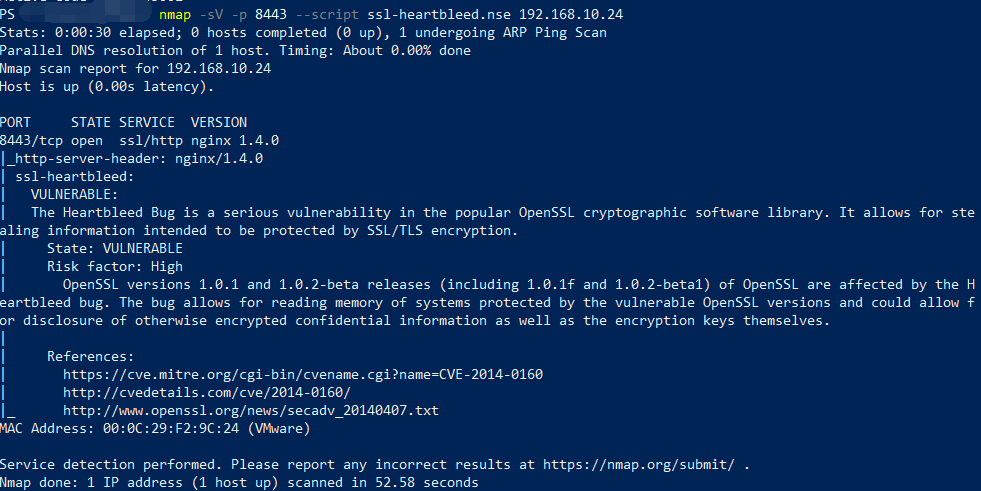 PS nmap -sV -p 8443 --script ssl-heartbleed.nse 192.168.10.24
Stats: 0:00:30 elapsed; 0 hosts completed (0 up), 1 undergoing ARP Ping Scan
Parallel DNS resolution of 1 host. Timing: About 0.00% done
Nmap scan report for 192.168.10.24
Host is up (0.00s latency).
PORT     STATE SERVICE  VERSION
8443/tcp open  ssl/http nginx 1.4.0
|_http-server-header: nginx/1.4.0
| ssl-heartbleed:
|   VULNERABLE:
|   The Heartbleed Bug is a serious vulnerability in the popular OpenSSL cryptographic software library. It allows for ste
aling information intended to be protected by SSL/TLS encryption.
|     State: VULNERABLE
|     Risk factor: High
|       OpenSSL versions 1.0.1 and 1.0.2-beta releases (including 1.0.1f and 1.0.2-beta1) of OpenSSL are affected by the H
eartbleed bug. The bug allows for reading memory of systems protected by the vulnerable OpenSSL versions and could allow f
or disclosure of otherwise encrypted confidential information as well as the encryption keys themselves.
|
|     References:
|       https://cve.mitre.org/cgi-bin/cvename.cgi?name=CVE-2014-0160
|       http://cvedetails.com/cve/2014-0160/
|_      http://www.openssl.org/news/secadv_20140407.txt
MAC Address: 00:0C:29:F2:9C:24 (VMware)
Service detection performed. Please report any incorrect results at https://nmap.org/submit/ .
Nmap done: 1 IP address (1 host up) scanned in 52.58 seconds